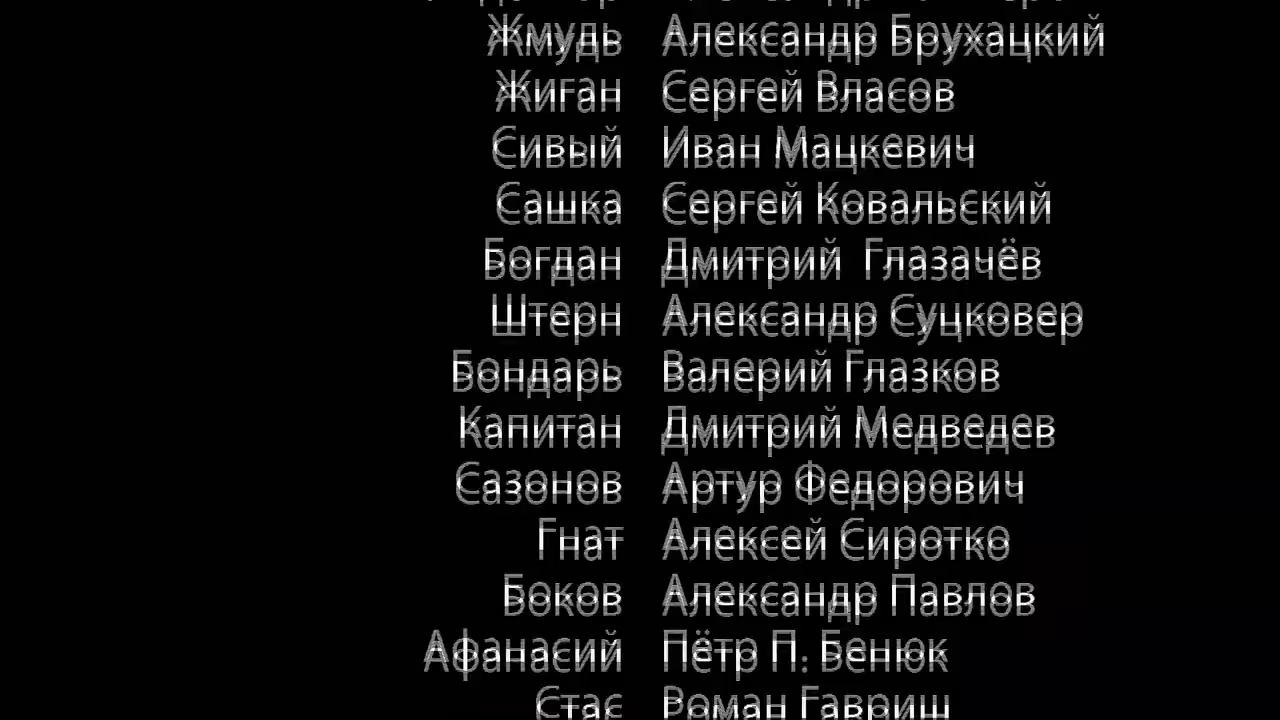 Жмудь Александр Брухацкий
Жиган Сергей Власов
Сивый Иван Мацкевич
Сашка Сергей Ковальский
Богдан Дмитрий Глазачёв
Штерн Александр Суцковер
Бондарь Валерий Глазков
Капитан Дмитрий Медведев
Сазонов Артур Федорович
Гнат Алексей Сиротко
Боков Александр Павлов
Афанасий Пётр П. Бенюк
Стас Роман Гавриш